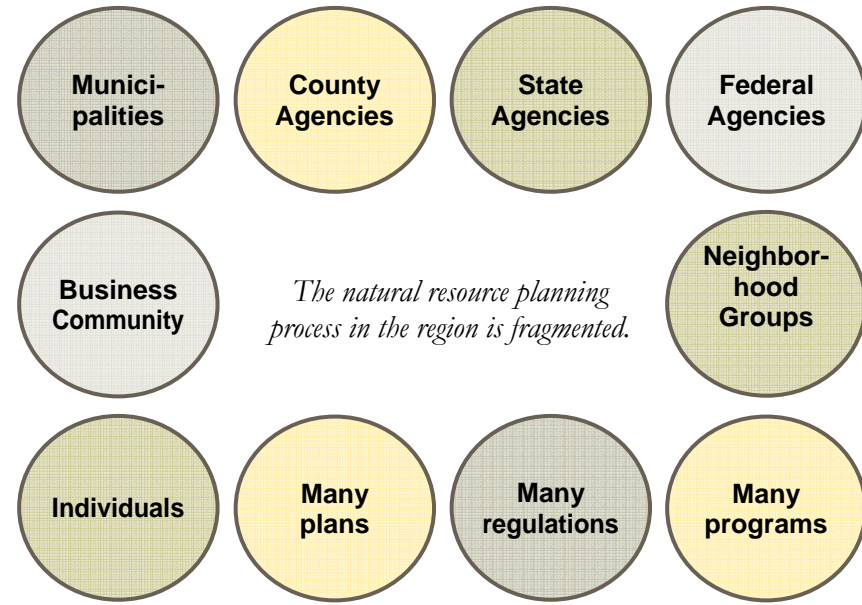 Munici-
palities
County
Agencies
State
Agencies
Federal
Agencies
Business
Community
The natural resource planning
process in the region is fragmented.
Neighbor-
hood
Groups
Individuals
Many
plans
Many
regulations
Many
programs